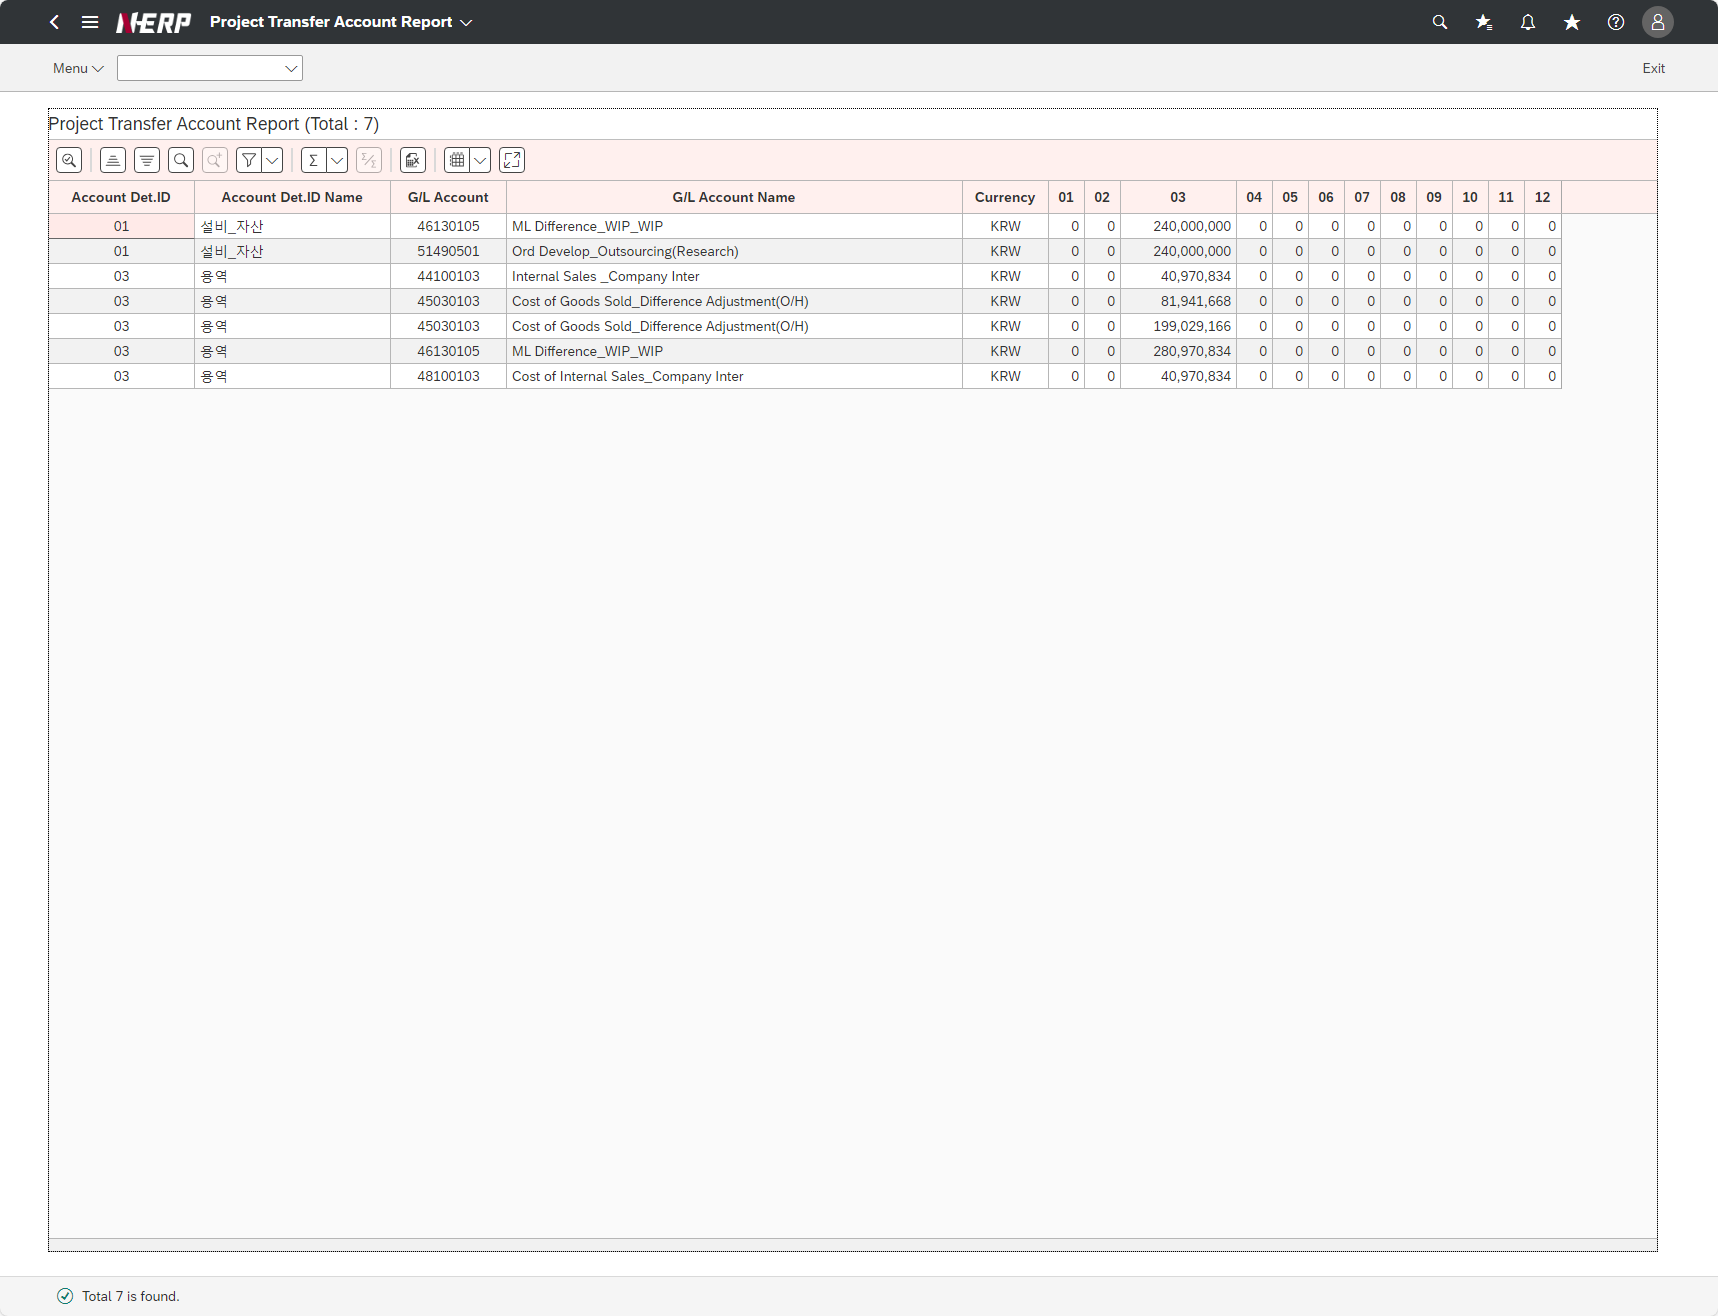 NERP Project Transfer Account Report
Menu Exit
Project Transfer Account Report (Total : 7)
Account Det.ID Account Det.ID Name G/L Account G/L Account Name Currency 01 02 03 04 05 06 07 08 09 10 11 12
01 설비_자산 46130105 ML Difference_WIP_WIP KRW 0 0 240,000,000 0 0 0 0 0 0 0 0 0
01 설비_자산 51490501 Ord Develop_Outsourcing(Research) KRW 0 0 240,000,000 0 0 0 0 0 0 0 0 0
03 용역 44100103 Internal Sales _Company Inter KRW 0 0 40,970,834 0 0 0 0 0 0 0 0 0
03 용역 45030103 Cost of Goods Sold_Difference Adjustment(O/H) KRW 0 0 81,941,668 0 0 0 0 0 0 0 0 0
03 용역 45030103 Cost of Goods Sold_Difference Adjustment(O/H) KRW 0 0 199,029,166 0 0 0 0 0 0 0 0 0
03 용역 46130105 ML Difference_WIP_WIP KRW 0 0 280,970,834 0 0 0 0 0 0 0 0 0
03 용역 48100103 Cost of Internal Sales_Company Inter KRW 0 0 40,970,834 0 0 0 0 0 0 0 0 0
Total 7 is found.